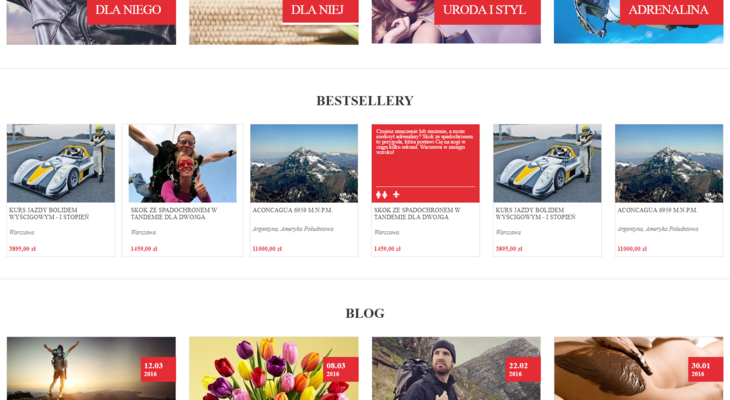 DLA NIEGO
DLA NIEJ
URODA I STYL
ADRENALINA
BESTSELLERY
KURS JAZDY BOLIDEM
WYŚCIGOWYM - I STOPIEŃ
Warszawa
3895,00 zł
SKOK ZE SPADOCHRONEM W
TANDEMIE DLA DWOJGA
Warszawa
1459,00 zł
ACONCAGUA 6959 M.N.P.M.
Argentyna, Ameryka Południowa
11000,00 zł
Czujesz znęcenie lub znużenie, a może
niedosyt adrenaliny? Skok ze spadochronem
to przygoda, która postawi Cię na nogi w
ciągu kilku sekund. Warszawa w zasięgu
wzroku!
SKOK ZE SPADOCHRONEM W
TANDEMIE DLA DWOJGA
Warszawa
1459,00 zł
KURS JAZDY BOLIDEM
WYŚCIGOWYM - I STOPIEŃ
Warszawa
3895,00 zł
ACONCAGUA 6959 M.N.P.M.
Argentyna, Ameryka Południowa
11000,00 zł
BLOG
12.03
2016
08.03
2016
22.02
2016
30.01
2016